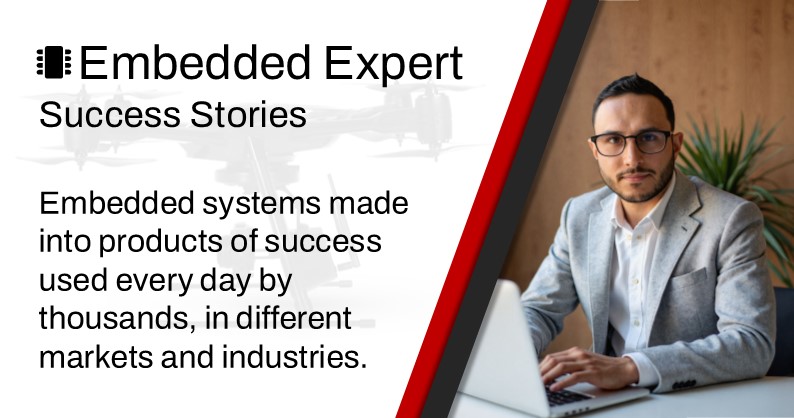 Embedded Expert
Success Stories
Embedded systems made
into products of success
used every day by
thousands, in different
markets and industries.